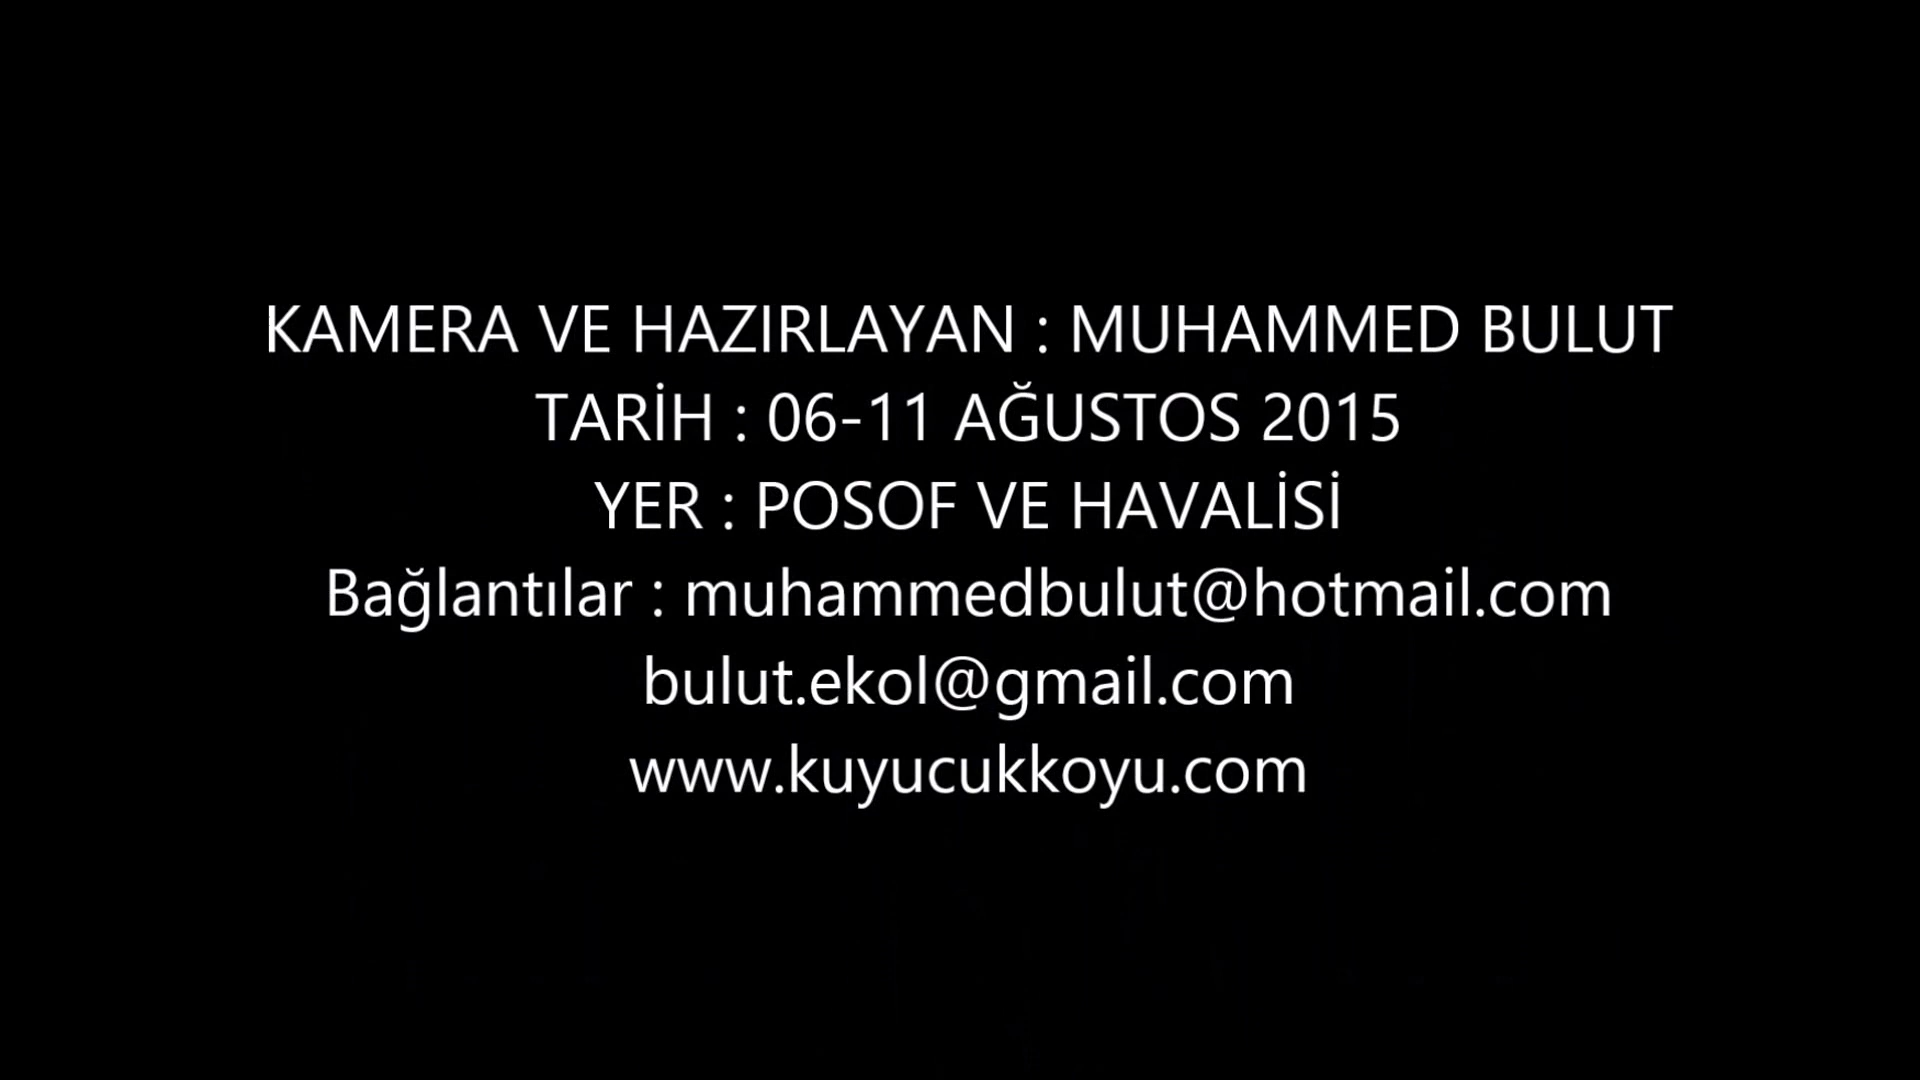 KAMERA VE HAZIRLAYAN : MUHAMMED BULUT
TARİH : 06-11 AĞUSTOS 2015
YER : POSOF VE HAVALİSİ
Bağlantılar : muhammedbulut@hotmail.com
bulut.ekol@gmail.com
www.kuyucukkoyu.com